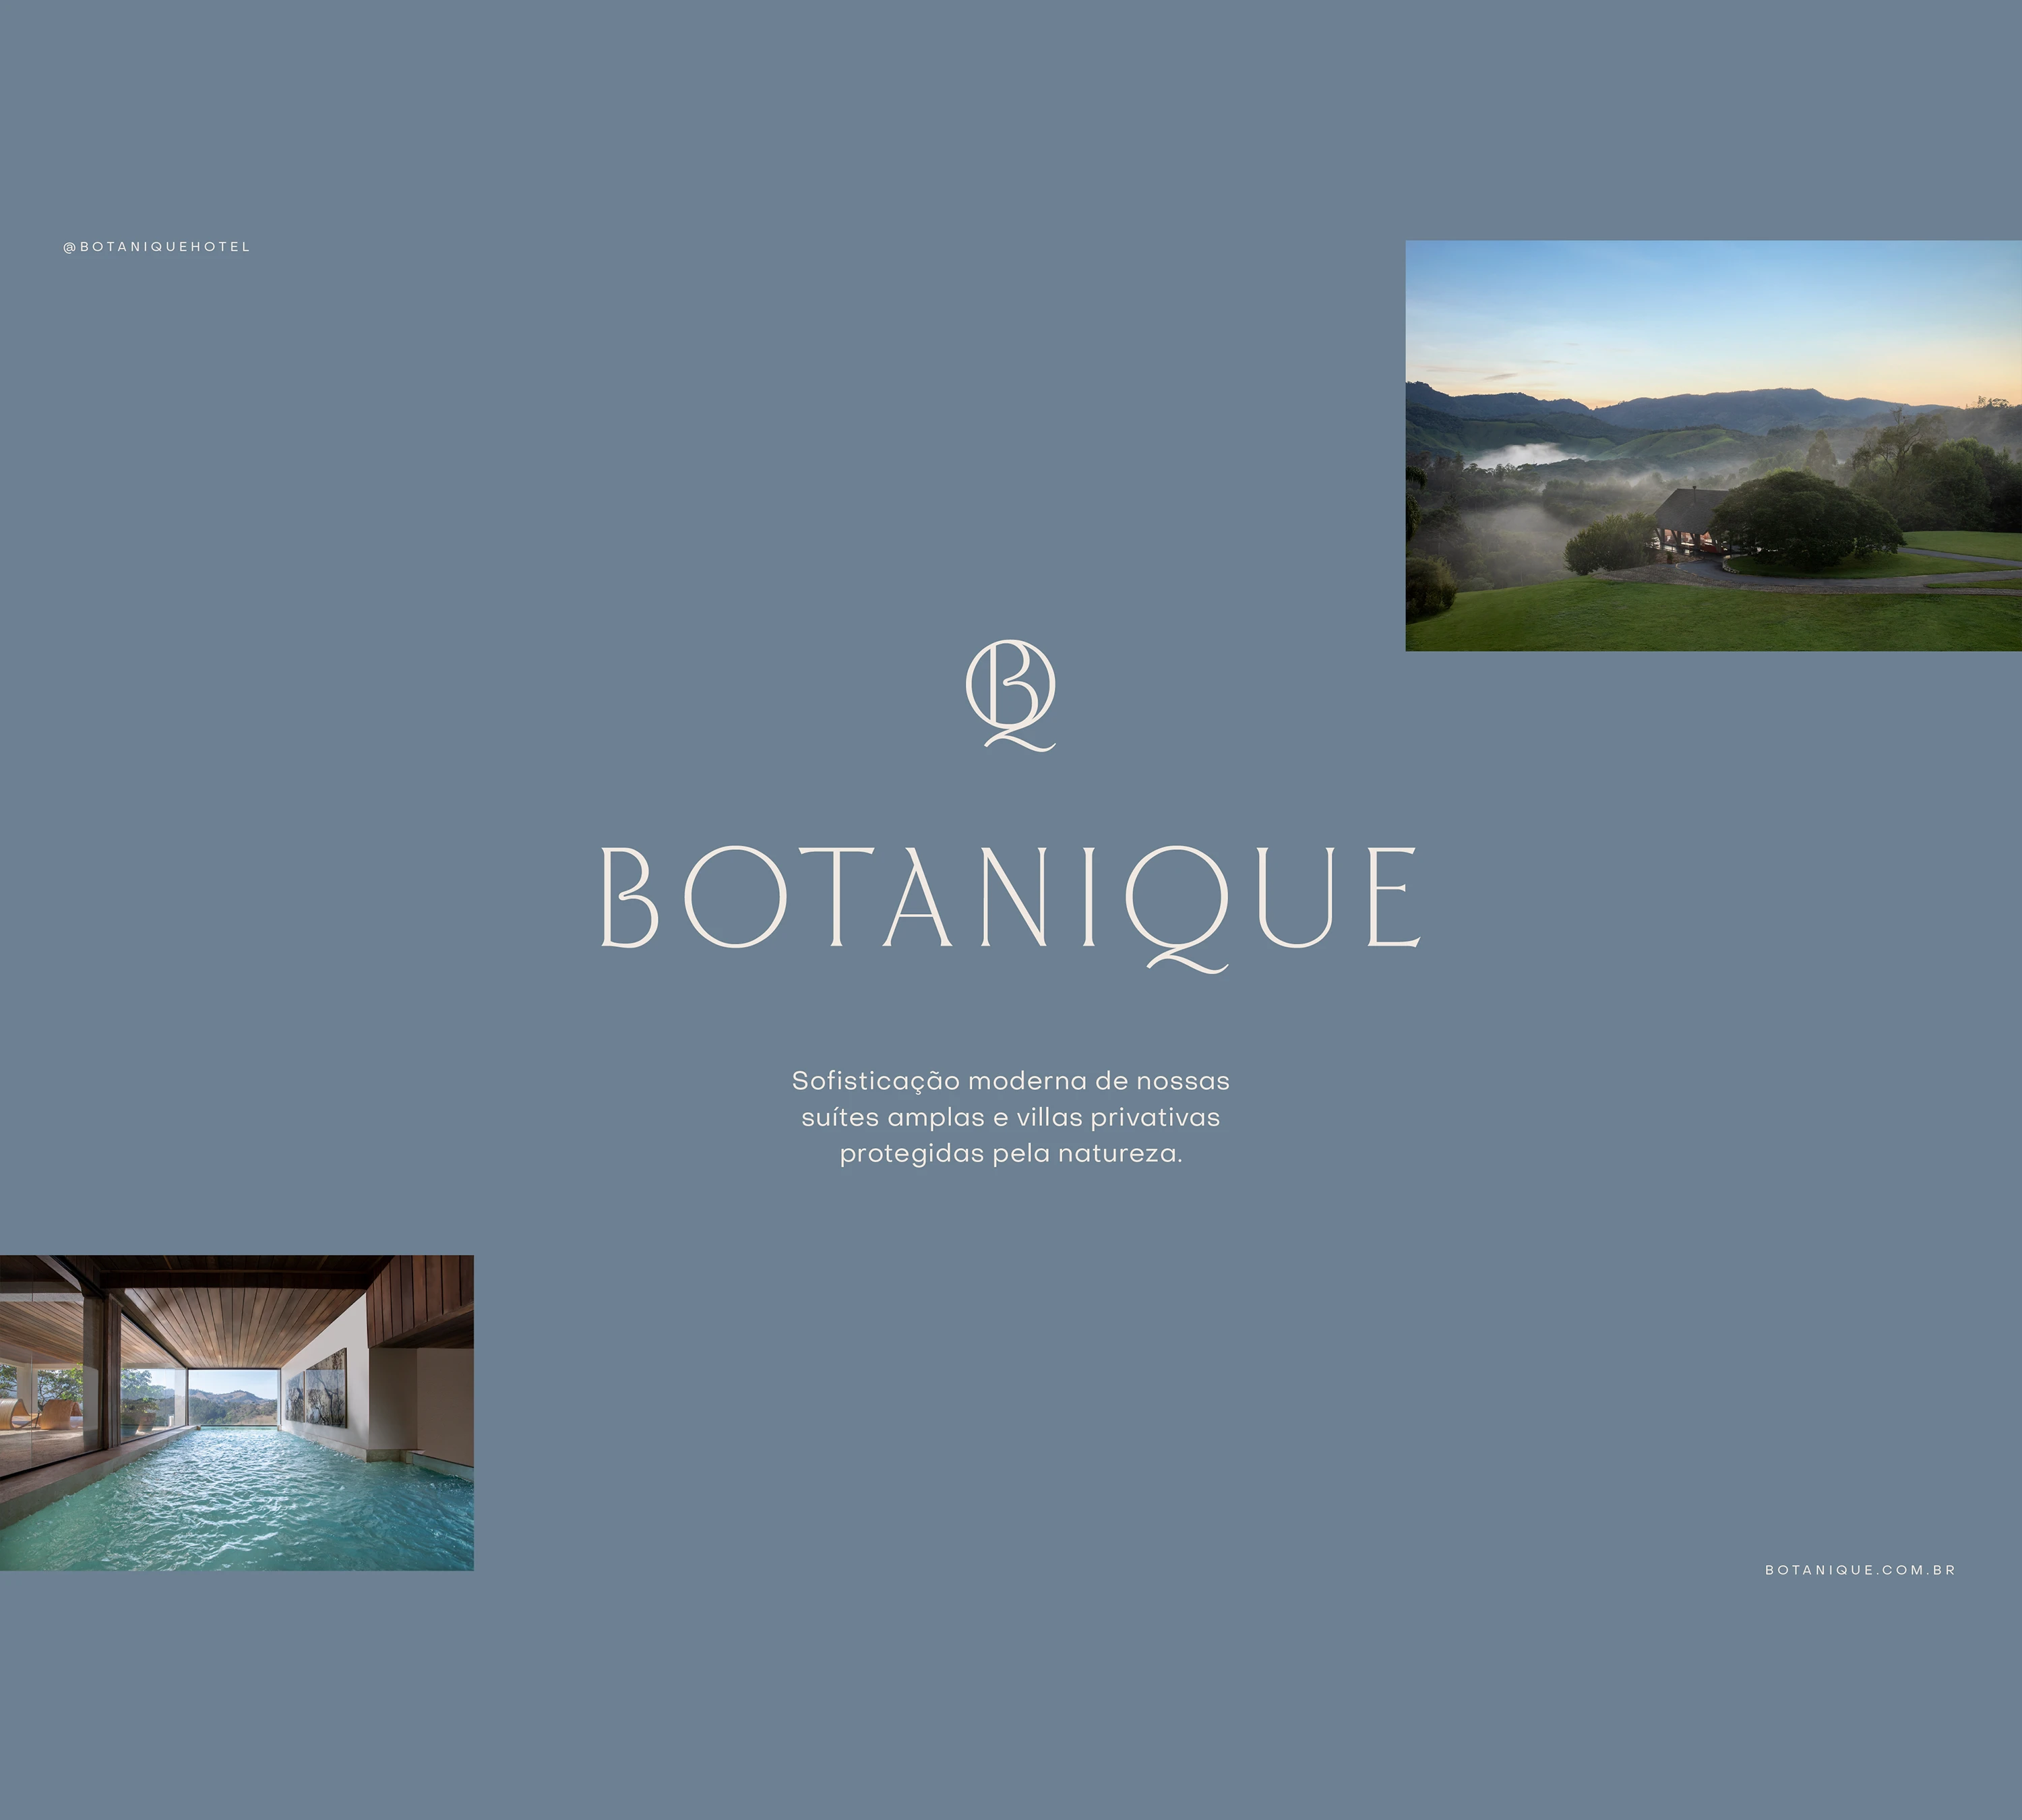 @BOTANIQUEHOTEL
BQ
BOTANIQUE
Sofisticação moderna de nossas
suítes amplas e villas privativas
protegidas pela natureza.
BOTANIQUE.COM.BR